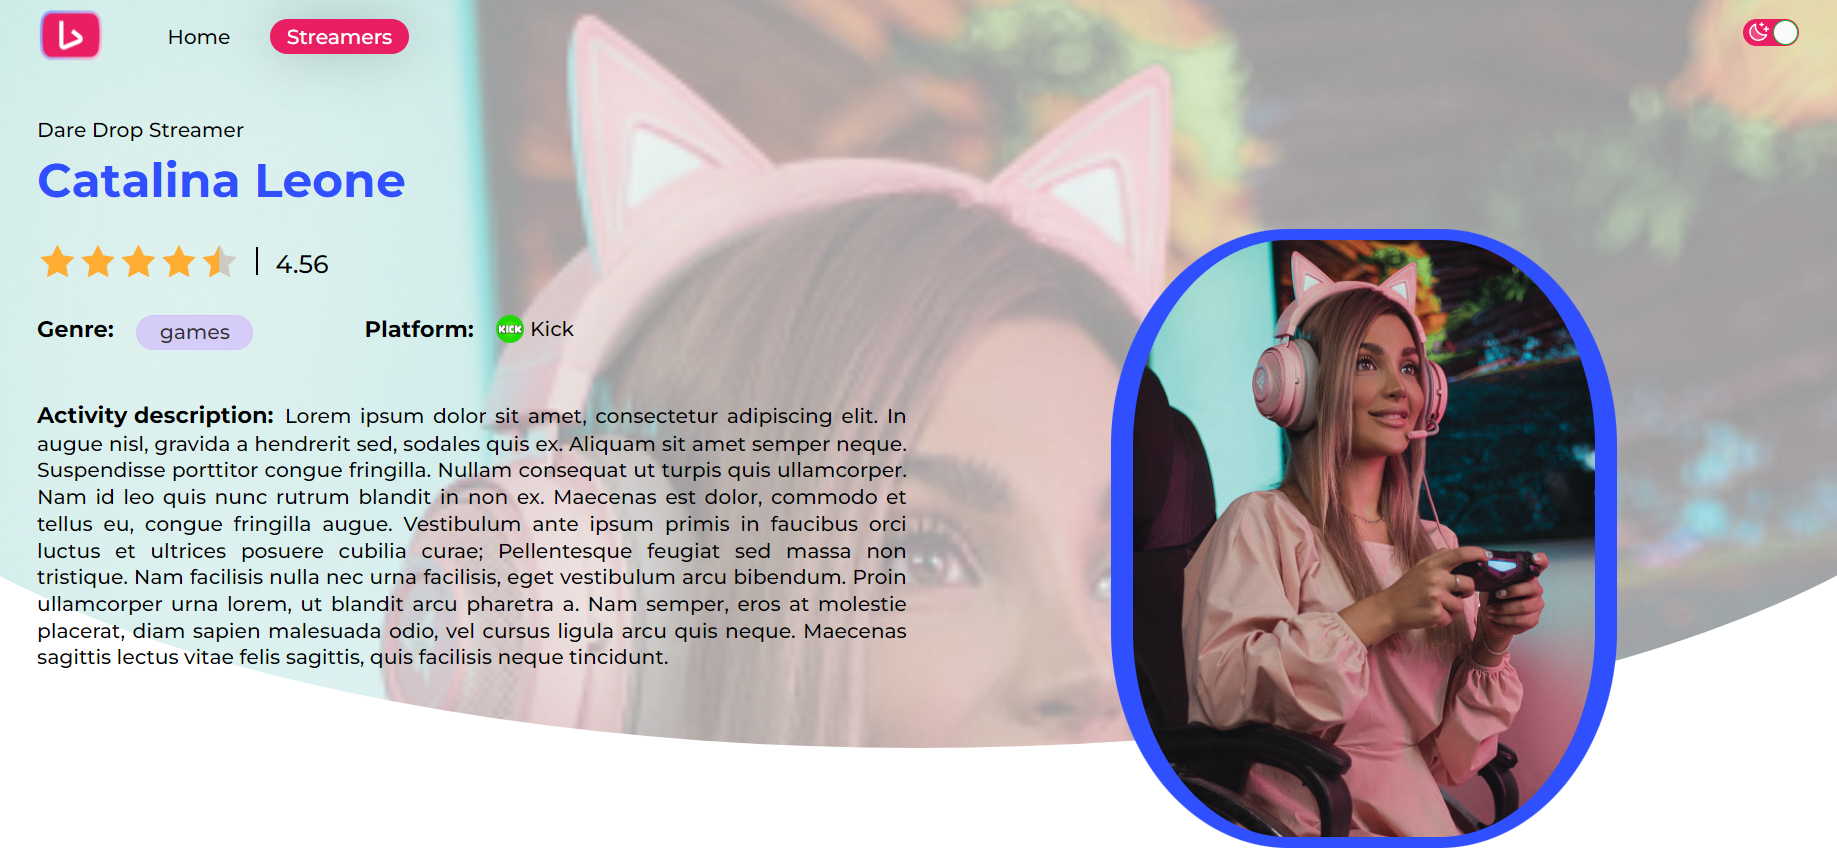 Home
Streamers
Dare Drop Streamer
Catalina Leone
4.56
Genre:
games
Platform:
KICK
Kick
Activity description: Lorem ipsum dolor sit amet, consectetur adipiscing elit. In
augue nisl, gravida a hendrerit sed, sodales quis ex. Aliquam sit amet semper neque.
Suspendisse porttitor congue fringilla. Nullam consequat ut turpis quis ullamcorper.
Nam id leo quis nunc rutrum blandit in non ex. Maecenas est dolor, commodo et
tellus eu, congue fringilla augue. Vestibulum ante ipsum primis in faucibus orci
luctus et ultrices posuere cubilia curae; Pellentesque feugiat sed massa non
tristique. Nam facilisis nulla nec urna facilisis, eget vestibulum arcu bibendum. Proin
ullamcorper urna lorem, ut blandit arcu pharetra a. Nam semper, eros at molestie
placerat, diam sapien malesuada odio, vel cursus ligula arcu quis neque. Maecenas
sagittis lectus vitae felis sagittis, quis facilisis neque tincidunt.